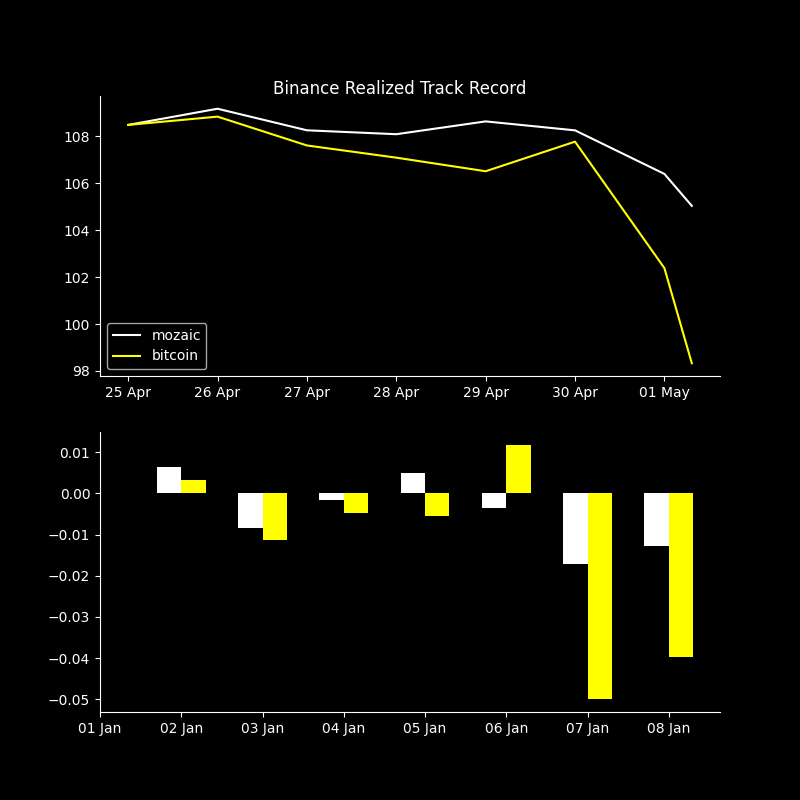 Binance Realized Track Record
108
106
104
102
100
98
mozaic
bitcoin
25 Apr 26 Apr 27 Apr 28 Apr 29 Apr 30 Apr 01 May
0.01
0.00
−0.01
−0.02
−0.03
−0.04
−0.05
01 Jan 02 Jan 03 Jan 04 Jan 05 Jan 06 Jan 07 Jan 08 Jan